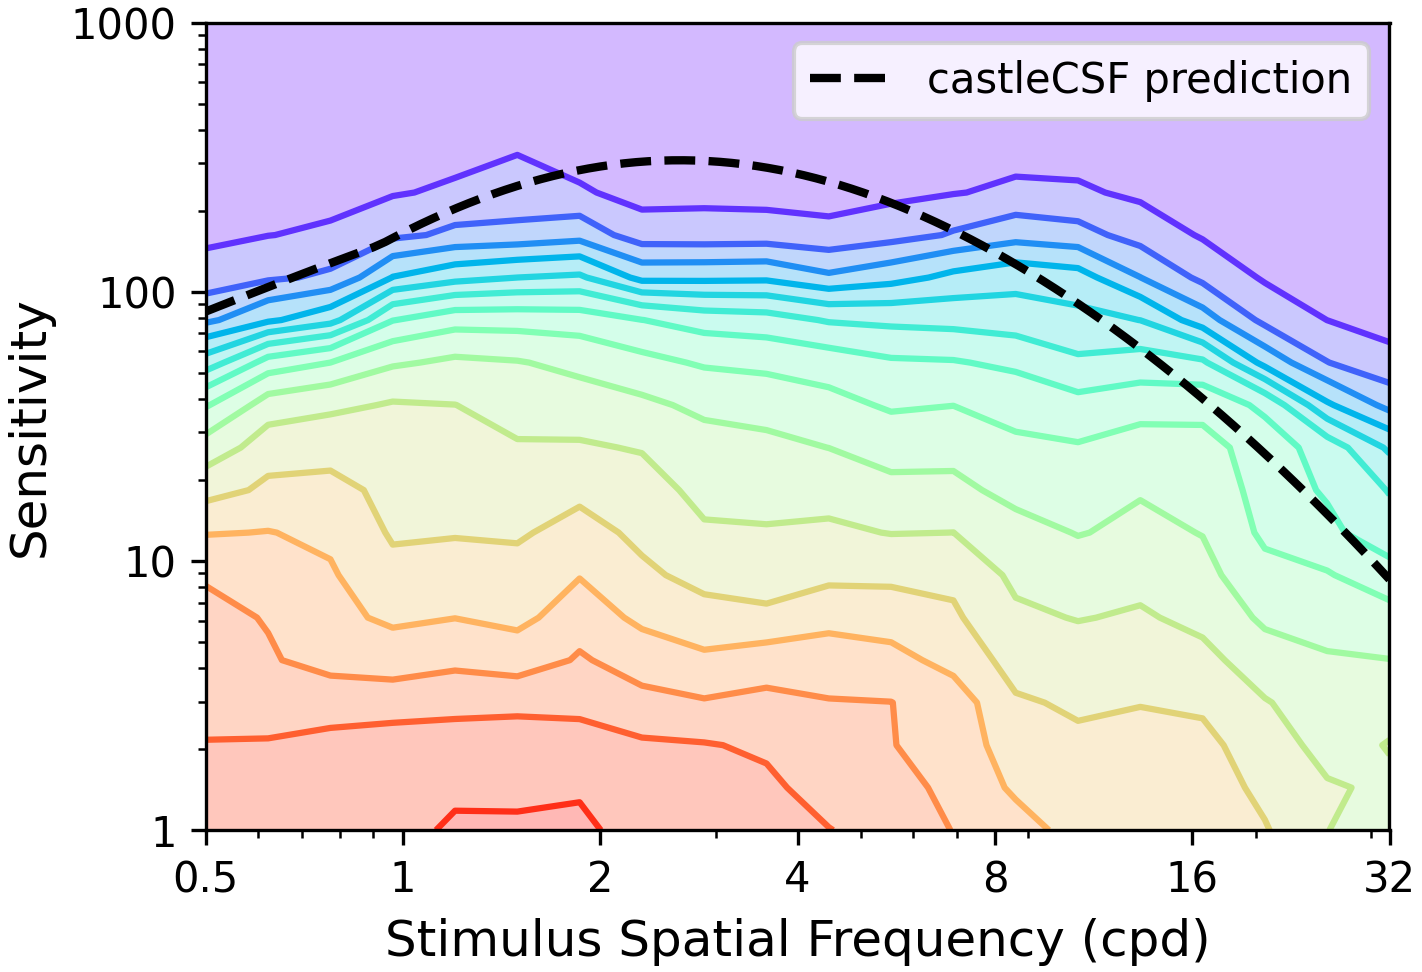 1000
100
10
1
Sensitivity
castleCSF prediction
0.5 1 2 4 8 16 32
Stimulus Spatial Frequency (cpd)